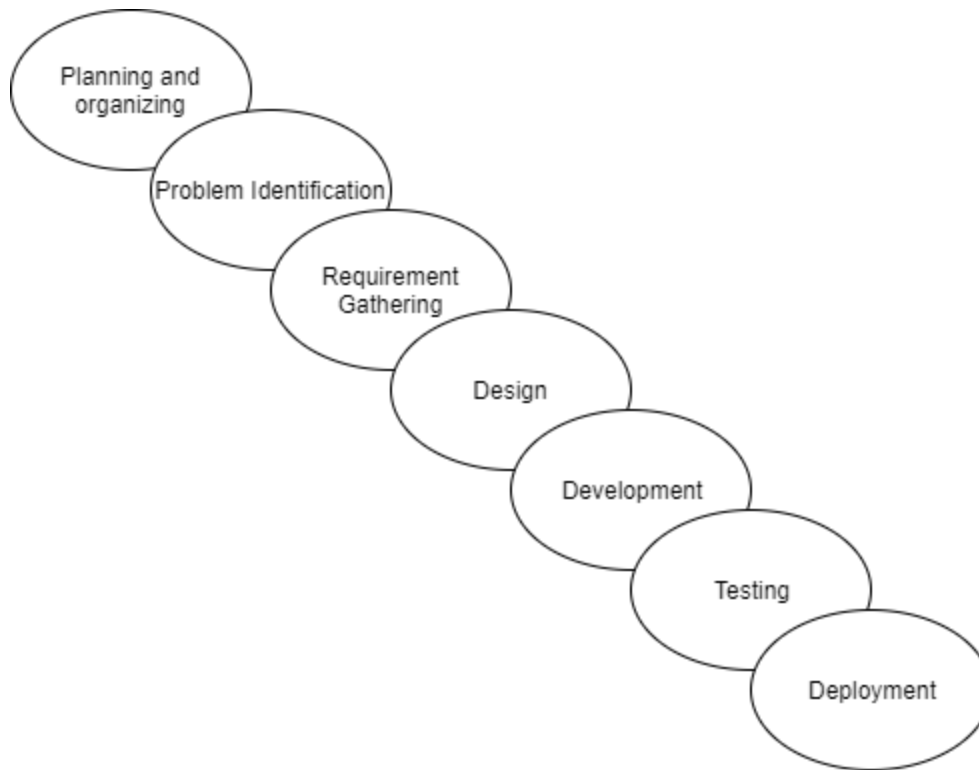 Planning and
organizing
Problem Identification
Requirement
Gathering
Design
Development
Testing
Deployment